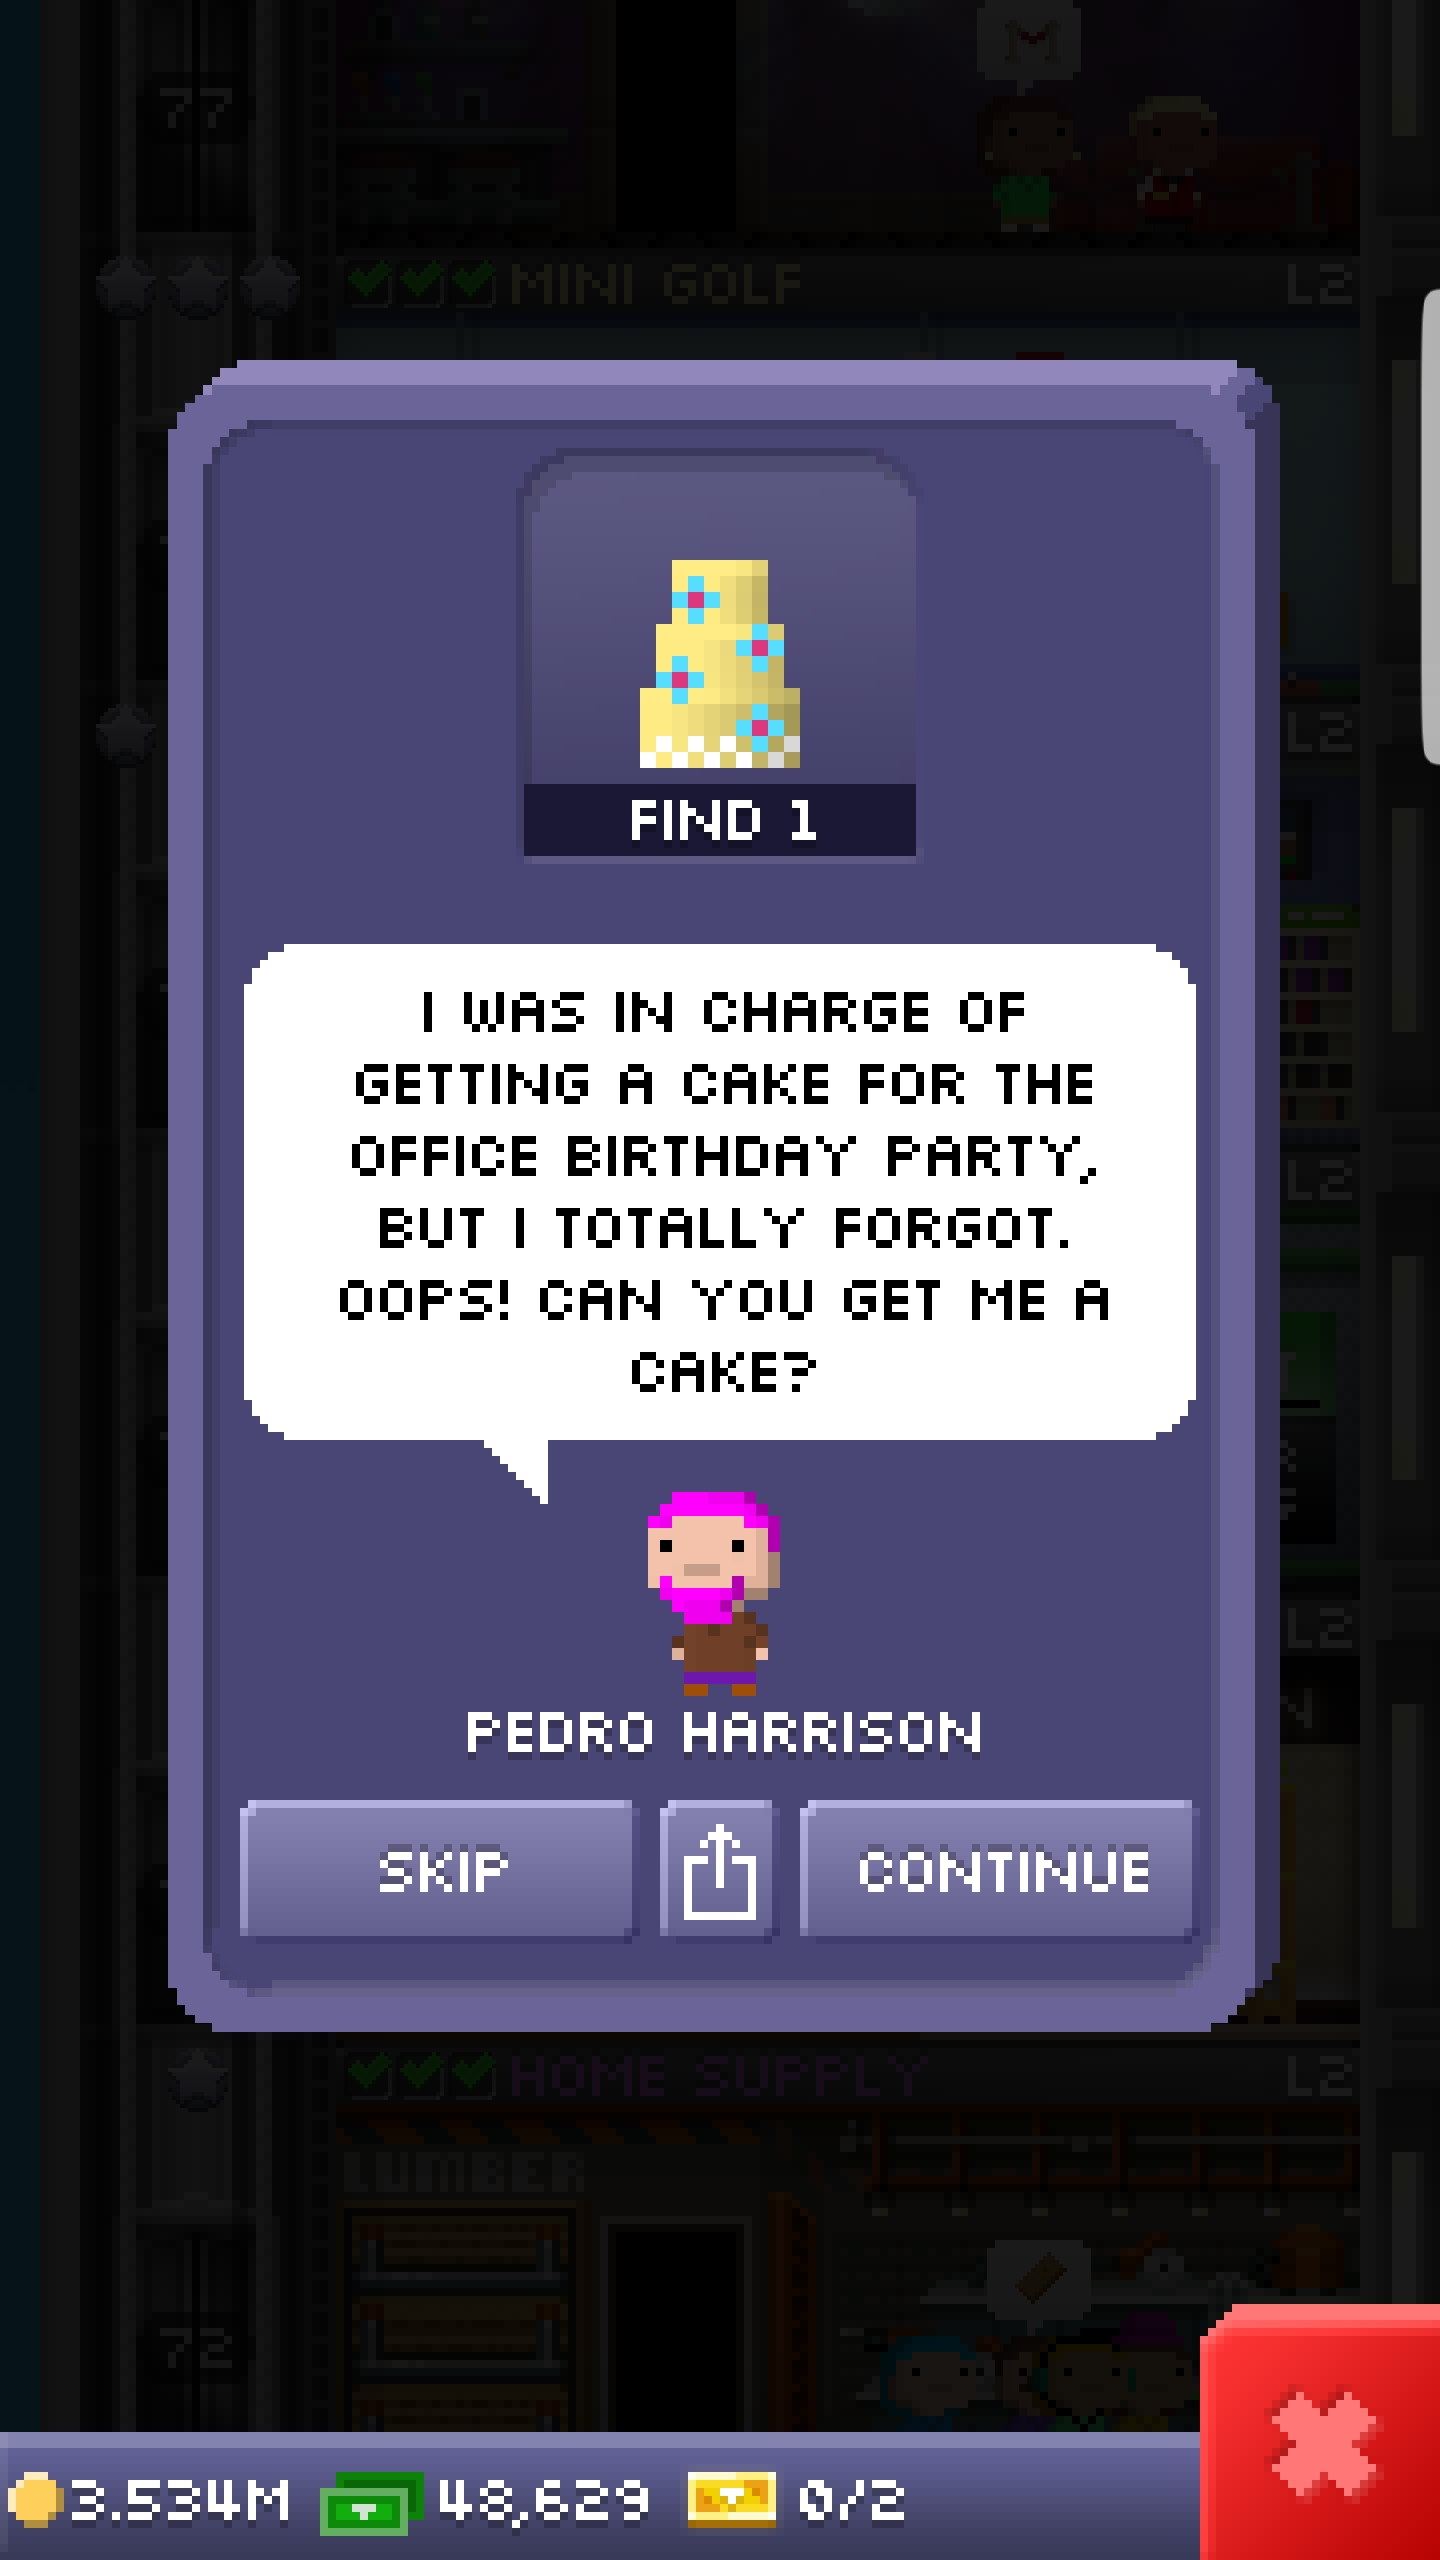 77
MINI GOLF L2
L2
FIND 1
I WAS IN CHARGE OF
GETTING A CAKE FOR THE
OFFICE BIRTHDAY PARTY,
BUT I TOTALLY FORGOT.
OOPS! CAN YOU GET ME A
CAKE?
L2
L2
PEDRO HARRISON
SKIP
CONTINUE
HOME SUPPLY L2
LUMBER
72
3.534M 48,629 0/2